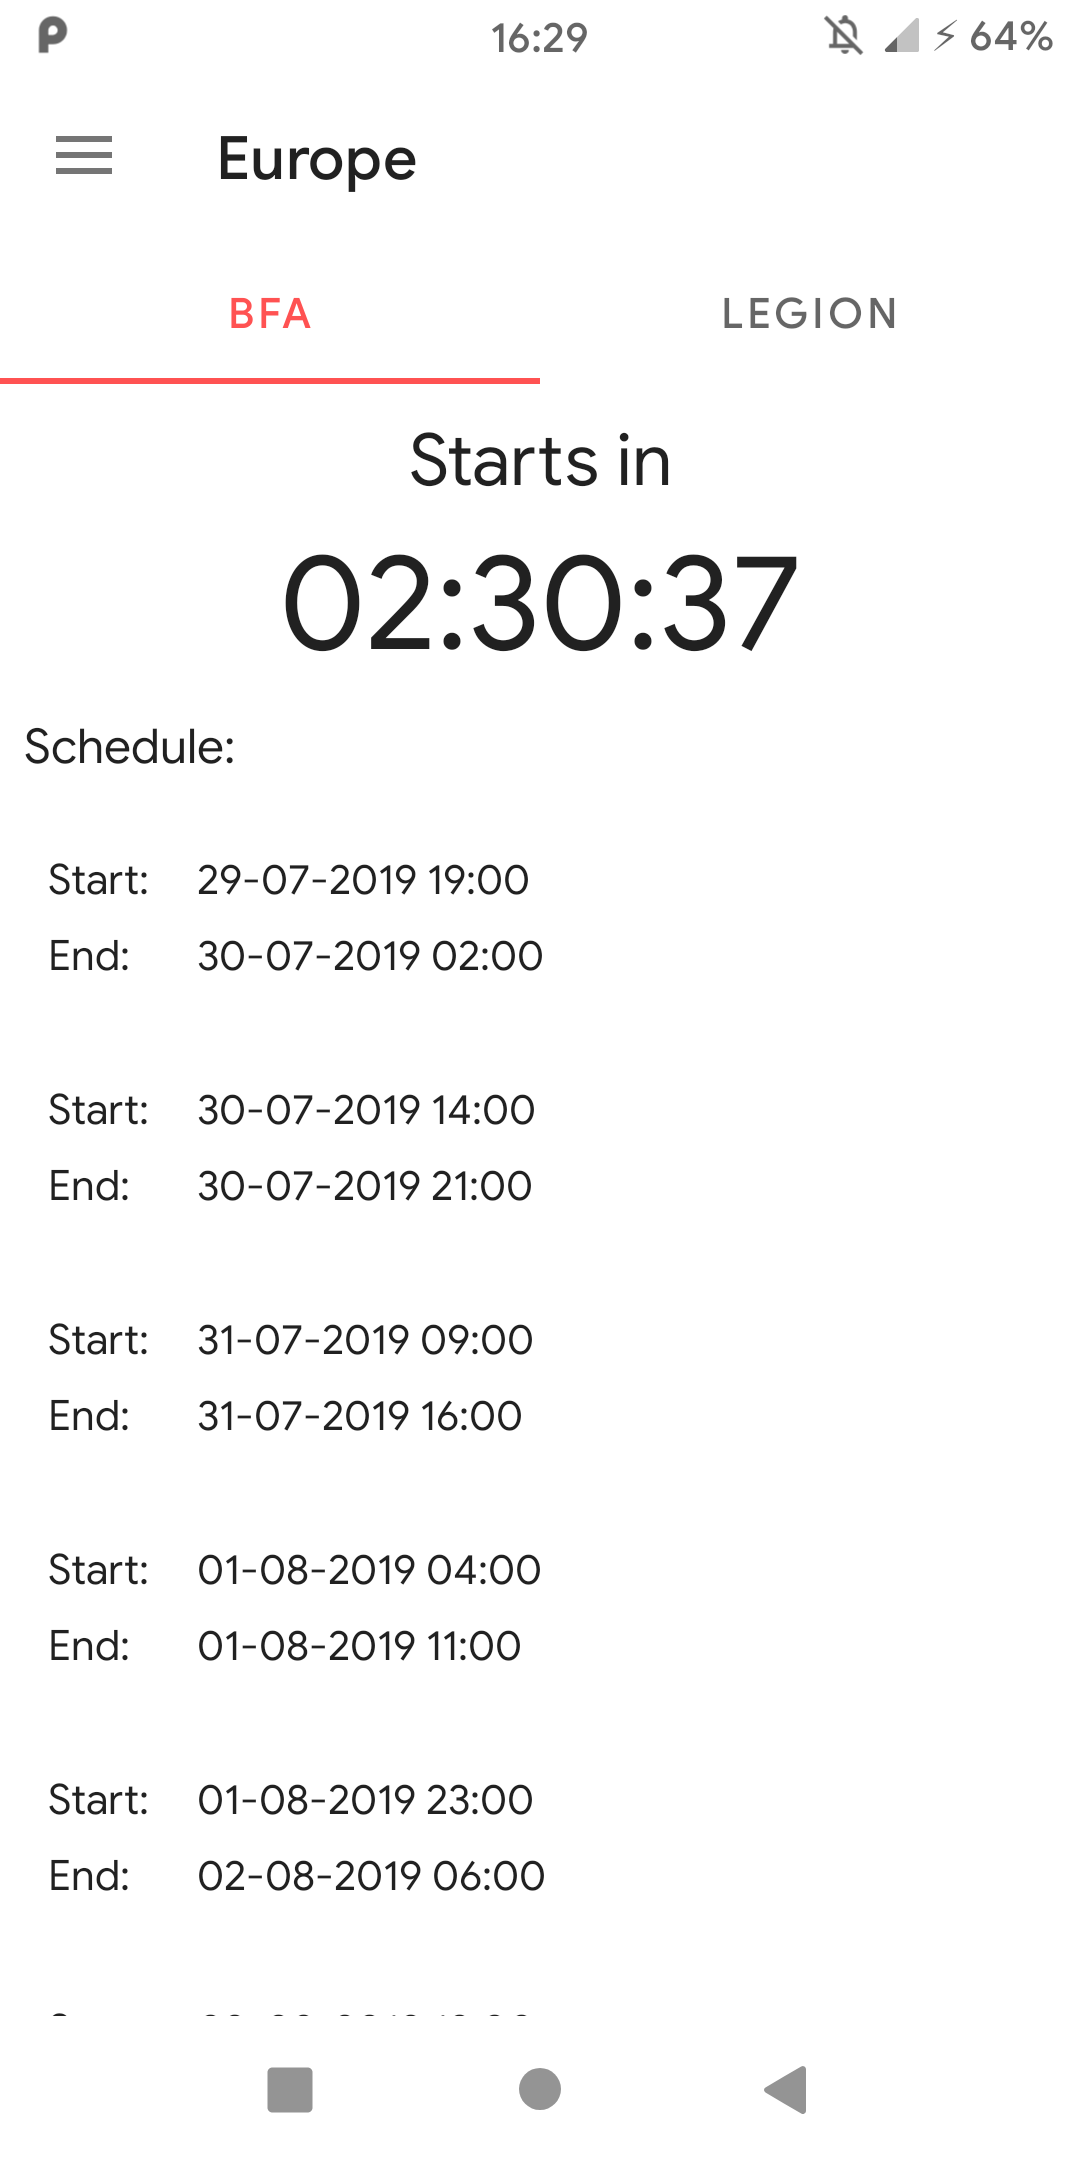 16:29
64%
Europe
BFA
LEGION
Starts in
02:30:37
Schedule:
Start: 29-07-2019 19:00
End: 30-07-2019 02:00
Start: 30-07-2019 14:00
End: 30-07-2019 21:00
Start: 31-07-2019 09:00
End: 31-07-2019 16:00
Start: 01-08-2019 04:00
End: 01-08-2019 11:00
Start: 01-08-2019 23:00
End: 02-08-2019 06:00